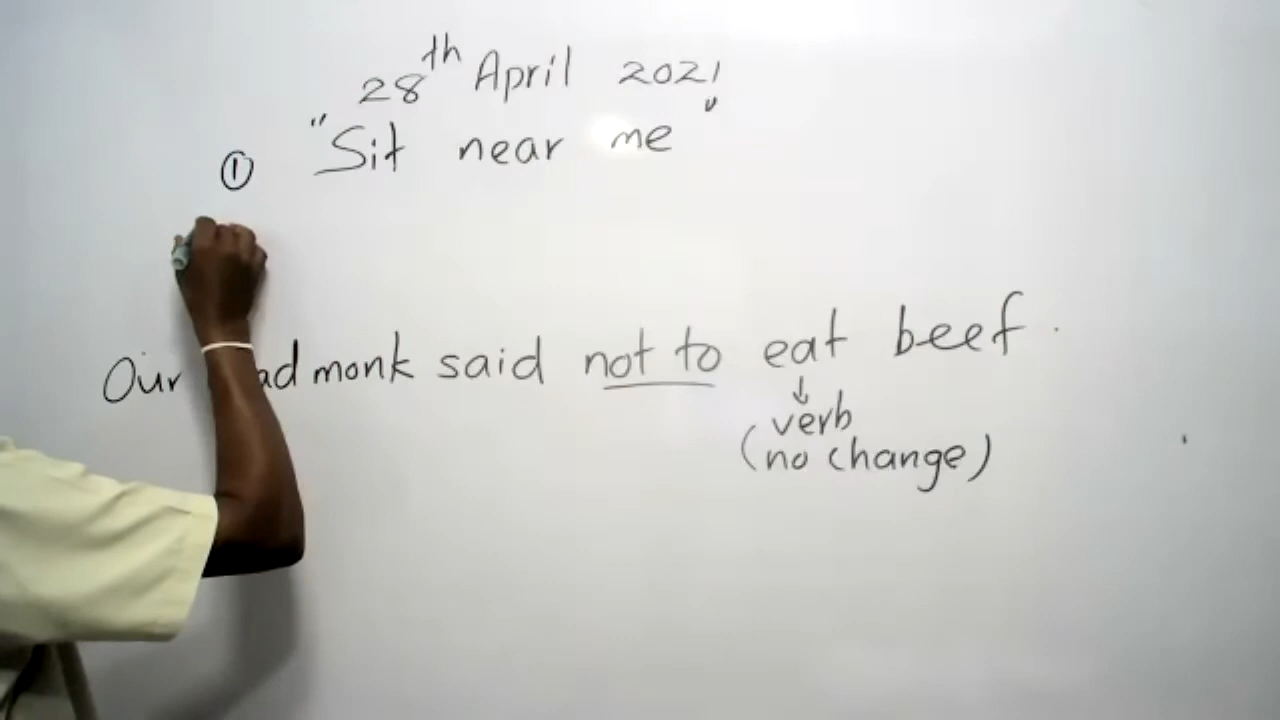 28th April 2021
① "Sit near me"
Our monk said not to eat beef.
↓
verb
(no change)